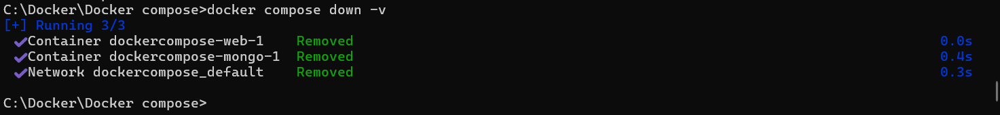 C:\Docker\Docker compose>docker compose down -v
[+] Running 3/3
✔Container dockercompose-web-1    Removed    0.0s
✔Container dockercompose-mongo-1  Removed    0.4s
✔Network dockercompose_default    Removed    0.3s
C:\Docker\Docker compose>